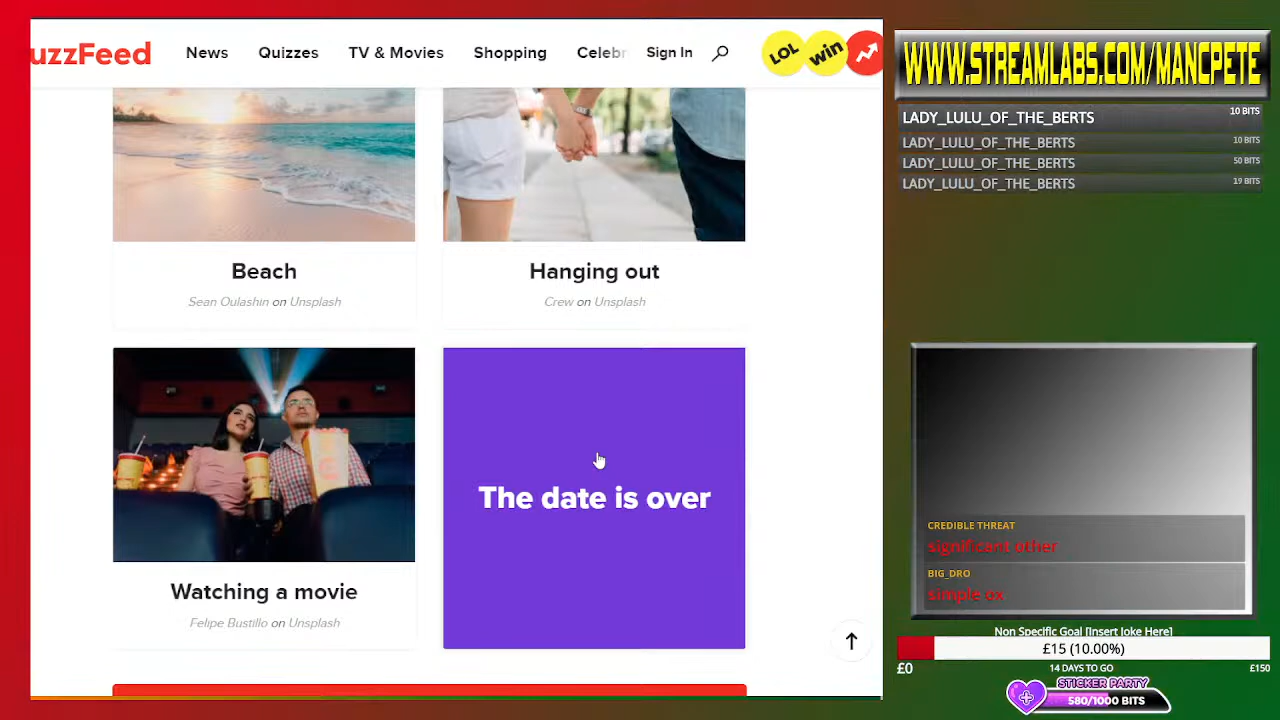 uzzFeed
News
Quizzes
TV & Movies
Shopping
Celebr
Sign In
LOL
win
Beach
Sean Oulashin on Unsplash
Hanging out
Crew on Unsplash
Watching a movie
Felipe Bustillo on Unsplash
The date is over
WWW.STREAMLABS.COM/MANCPETE
LADY_LULU_OF_THE_BERTS 10 BITS
LADY_LULU_OF_THE_BERTS 10 BITS
LADY_LULU_OF_THE_BERTS 50 BITS
LADY_LULU_OF_THE_BERTS 19 BITS
CREDIBLE THREAT
significant other
BIG_DRO
simple ox
Non Specific Goal [Insert Joke Here]
£15 (10.00%)
£0 14 DAYS TO GO £150
STICKER PARTY
580/1000 BITS